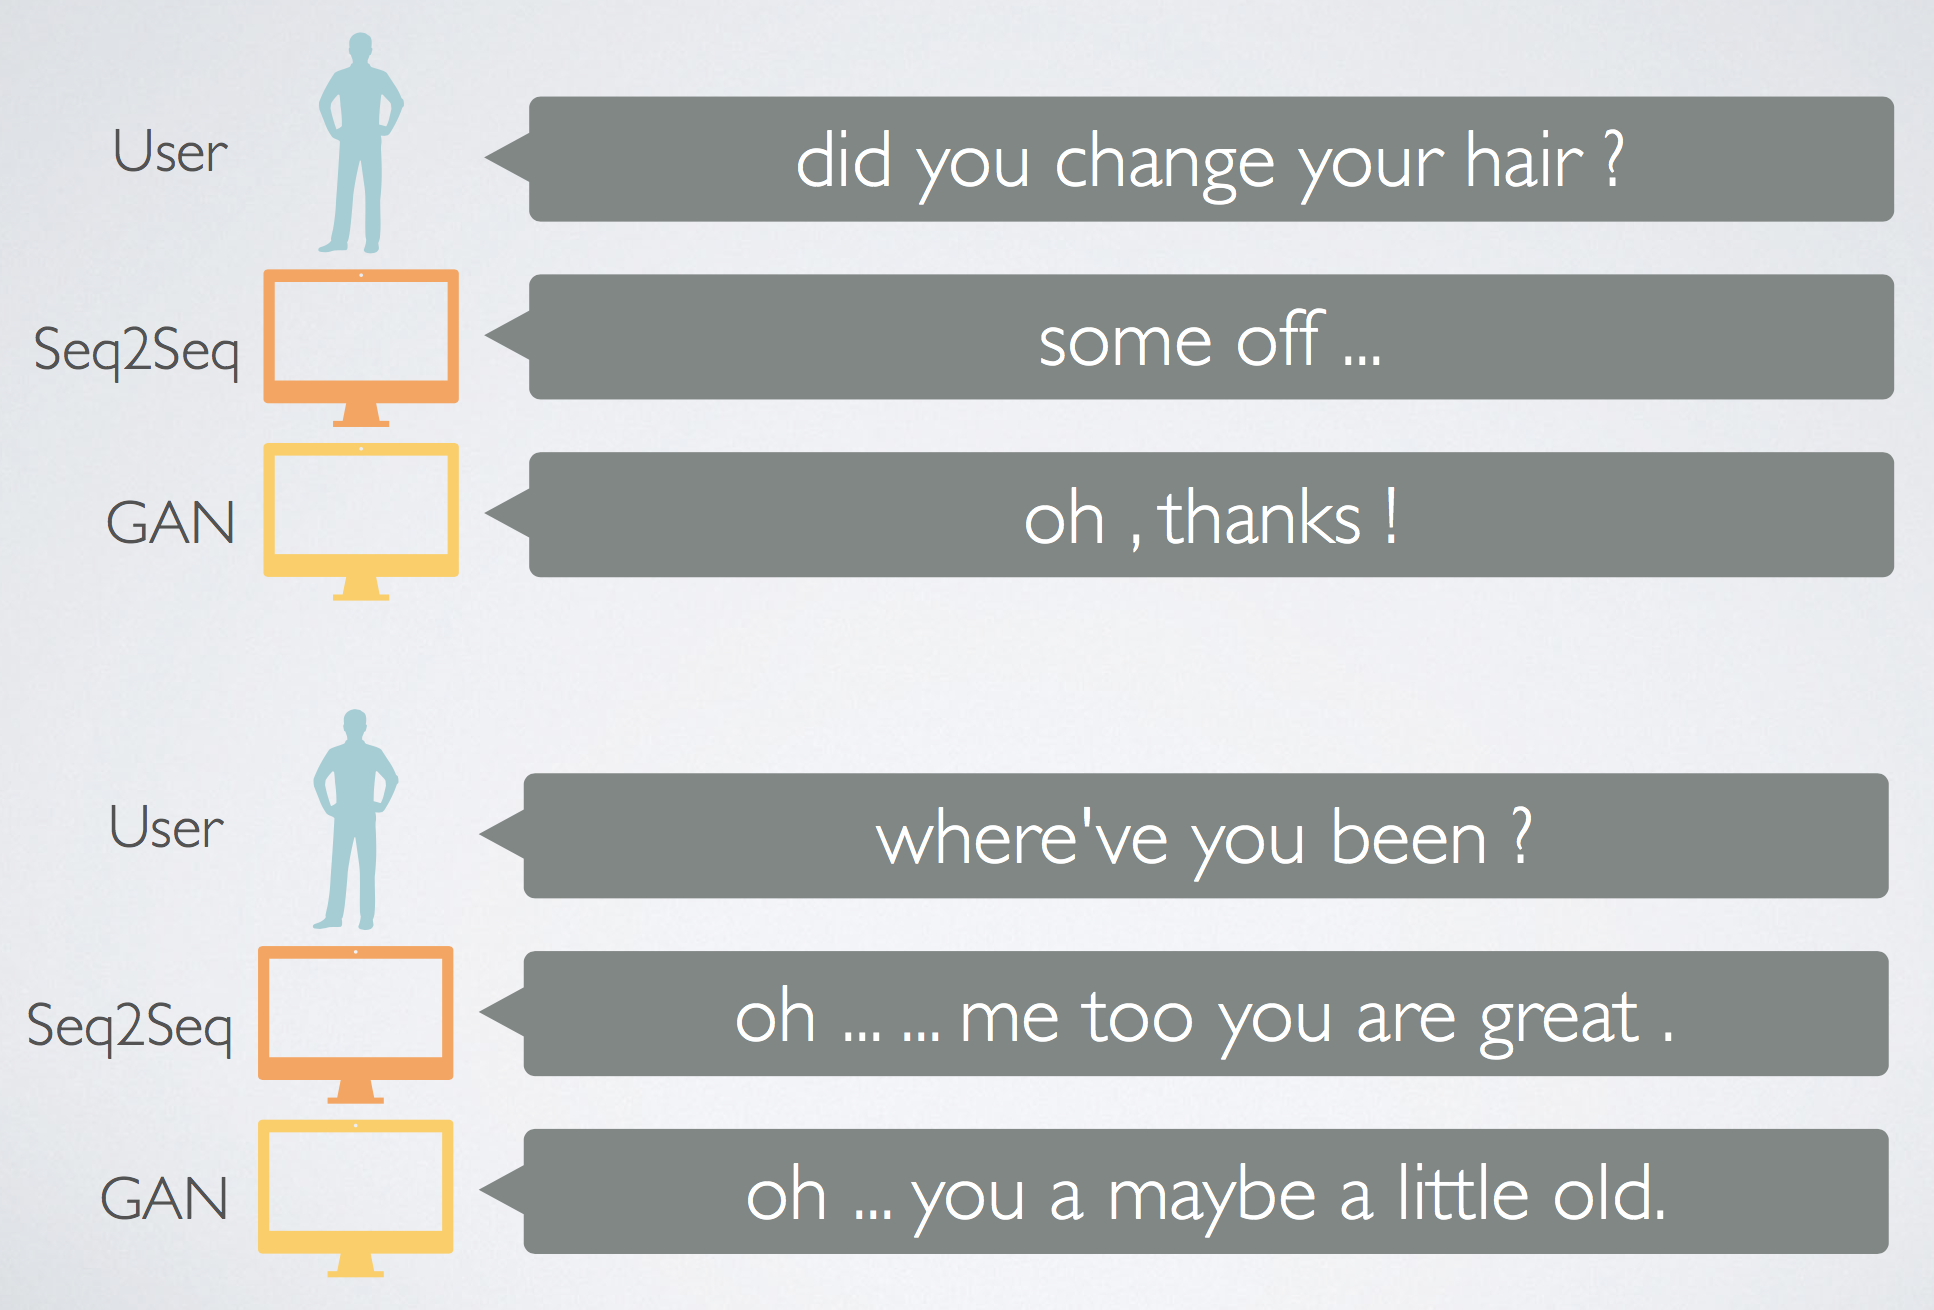 User
did you change your hair ?
Seq2Seq
some off ...
GAN
oh , thanks !
User
where've you been ?
Seq2Seq
oh ... ... me too you are great .
GAN
oh ... you a maybe a little old.